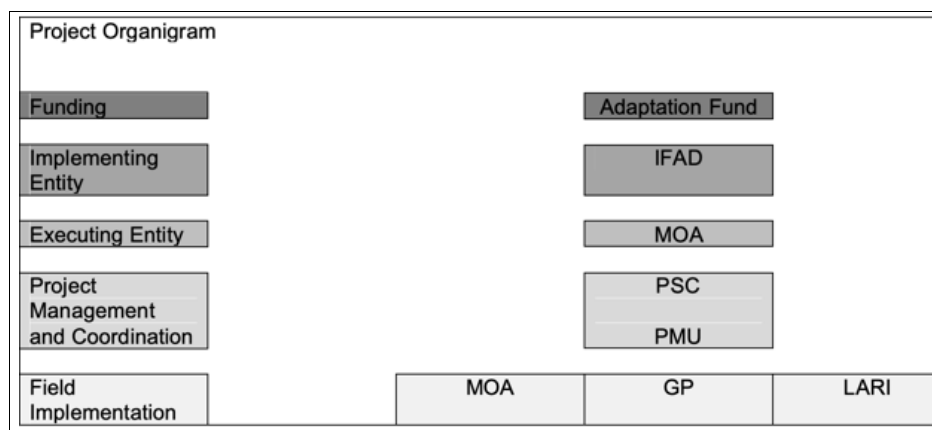 Project Organigram
Funding
Adaptation Fund
Implementing
Entity
IFAD
Executing Entity
MOA
Project
Management
and Coordination
PSC
PMU
Field
Implementation
MOA
GP
LARI